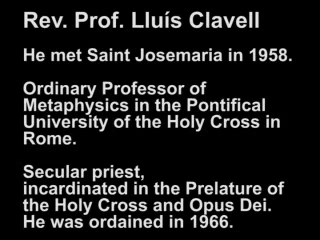 Rev. Prof. Lluís Clavell
He met Saint Josemaria in 1958.
Ordinary Professor of
Metaphysics in the Pontifical
University of the Holy Cross in
Rome.
Secular priest,
incardinated in the Prelature of
the Holy Cross and Opus Dei.
He was ordained in 1966.